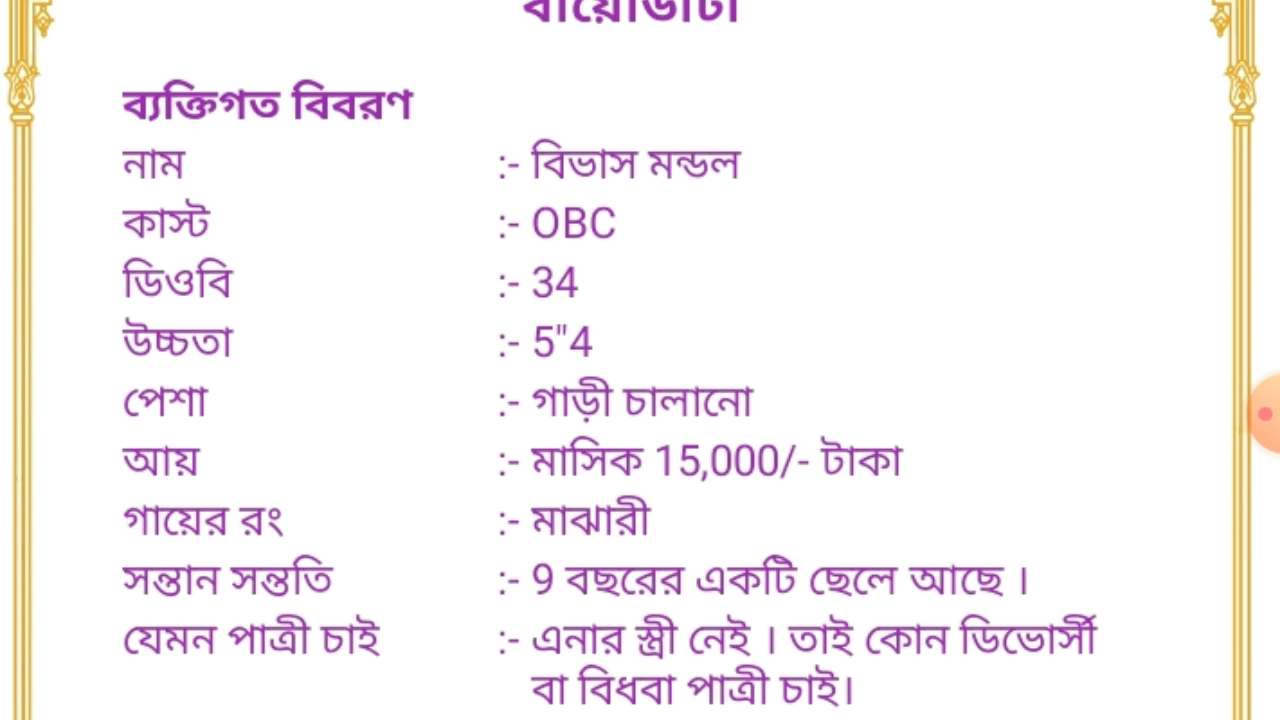 বায়োডাটা
ব্যক্তিগত বিবরণ
নাম :- বিভাস মন্ডল
কাস্ট :- OBC
ডিওবি :- 34
উচ্চতা :- 5"4
পেশা :- গাড়ী চালানো
আয় :- মাসিক 15,000/- টাকা
গায়ের রং :- মাঝারী
সন্তান সন্ততি :- 9 বছরের একটি ছেলে আছে ।
যেমন পাত্রী চাই :- এনার স্ত্রী নেই । তাই কোন ডিভোর্সী
বা বিধবা পাত্রী চাই।